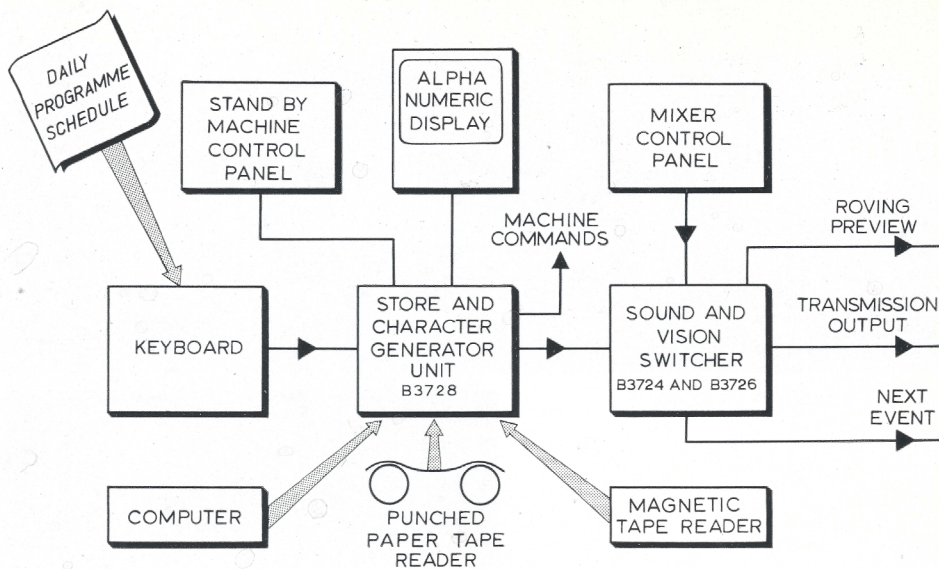 DAILY
PROGRAMME
SCHEDULE
STAND BY
MACHINE
CONTROL
PANEL
ALPHA
NUMERIC
DISPLAY
MIXER
CONTROL
PANEL
MACHINE
COMMANDS
ROVING
PREVIEW
KEYBOARD
STORE AND
CHARACTER
GENERATOR
UNIT
B3728
SOUND AND
VISION
SWITCHER
B3724 AND B3726
TRANSMISSION
OUTPUT
NEXT
EVENT
COMPUTER
PUNCHED
PAPER TAPE
READER
MAGNETIC
TAPE READER